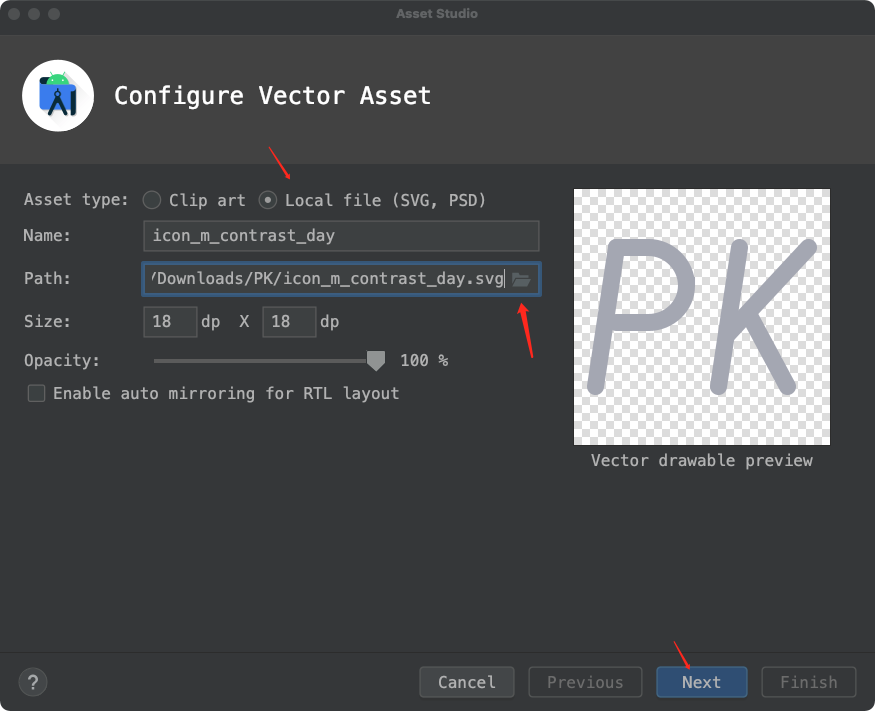 Asset Studio
Configure Vector Asset
Asset type: Clip art Local file (SVG, PSD)
Name: icon_m_contrast_day
Path: /Downloads/PK/icon_m_contrast_day.svg
Size: 18 dp X 18 dp
Opacity: 100 %
Enable auto mirroring for RTL layout
PK
Vector drawable preview
? Cancel Previous Next Finish